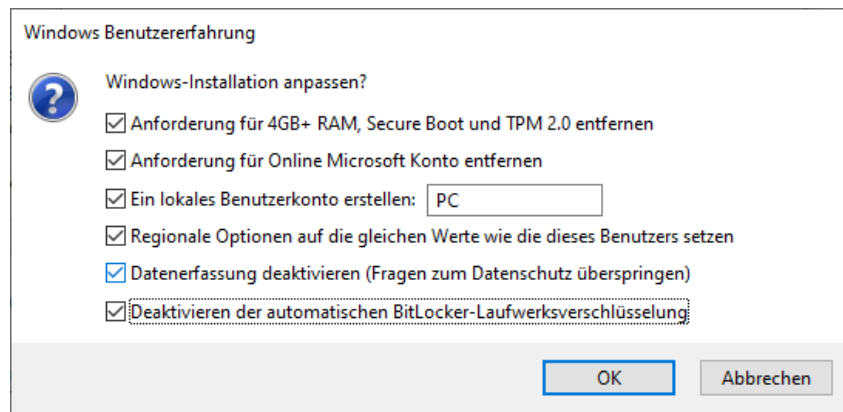 Windows Benutzererfahrung
Windows-Installation anpassen?
Anforderung für 4GB+ RAM, Secure Boot und TPM 2.0 entfernen
Anforderung für Online Microsoft Konto entfernen
Ein lokales Benutzerkonto erstellen: PC
Regionale Optionen auf die gleichen Werte wie die dieses Benutzers setzen
Datenerfassung deaktivieren (Fragen zum Datenschutz überspringen)
Deaktivieren der automatischen BitLocker-Laufwerksverschlüsselung
OK Abbrechen